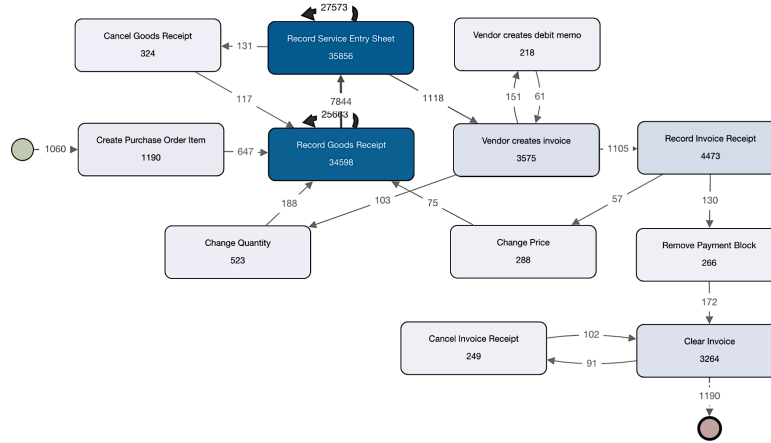 27573
Cancel Goods Receipt
324
131
Record Service Entry Sheet
35856
Vendor creates debit memo
218
117
7844
1118
151
61
25663
1060
Create Purchase Order Item
1190
647
Record Goods Receipt
34598
Vendor creates invoice
3575
1105
Record Invoice Receipt
4473
188
103
75
57
130
Change Quantity
523
Change Price
288
Remove Payment Block
266
172
Cancel Invoice Receipt
249
102
91
Clear Invoice
3264
1190